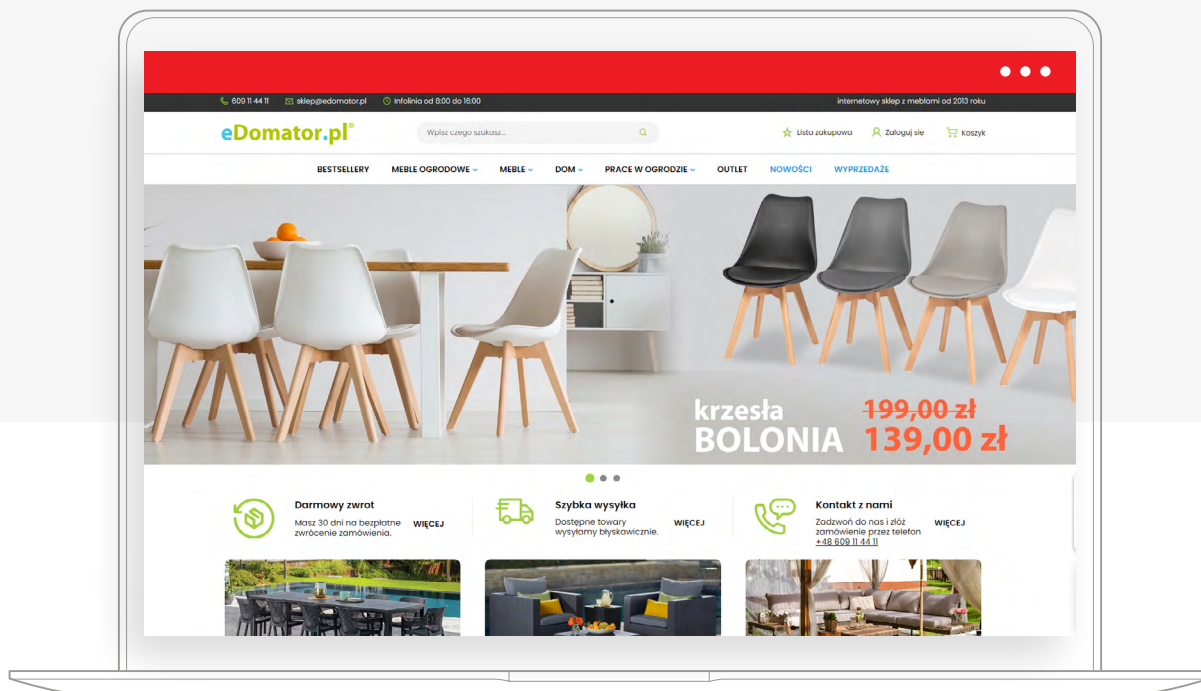 609 11 44 11 sklep@edomator.pl Infolinia od 8:00 do 16:00 internetowy sklep z meblami od 2013 roku
eDomator.pl® Wpisz czego szukasz... Lista zakupowa Zaloguj się Koszyk
BESTSELLERY MEBLE OGRODOWE MEBLE DOM PRACE W OGRODZIE OUTLET NOWOŚCI WYPRZEDAŻE
krzesła 199,00 zł
BOLONIA 139,00 zł
Darmowy zwrot
Masz 30 dni na bezpłatne
zwrócenie zamówienia.
WIĘCEJ
Szybka wysyłka
Dostępne towary
wysyłamy błyskawicznie.
WIĘCEJ
Kontakt z nami
Zadzwoń do nas i złóż
zamówienie przez telefon
+48 609 11 44 11
WIĘCEJ